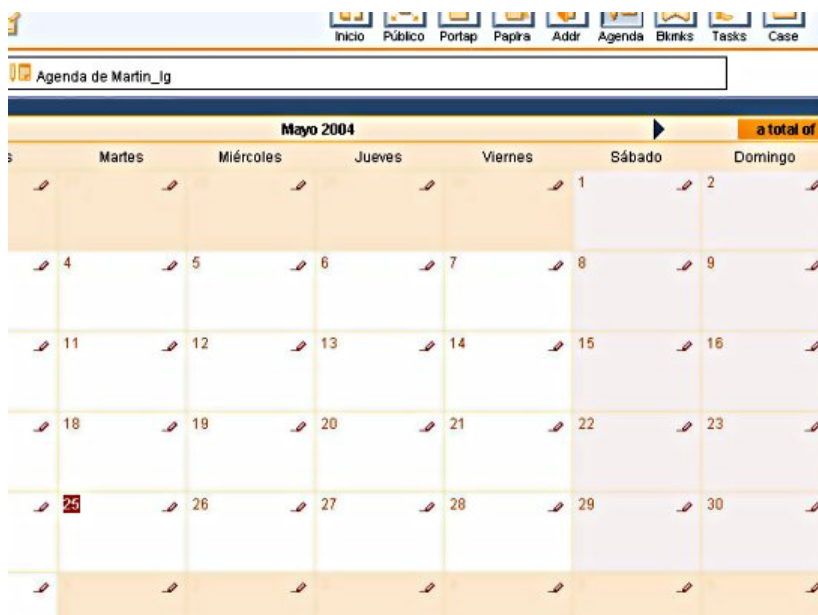 Inicio Público Portap Papira Addr Agenda Bkmks Tasks Case
Agenda de Martin_lg
Mayo 2004 a total of
s Martes Miércoles Jueves Viernes Sábado Domingo
1 2
4 5 6 7 8 9
11 12 13 14 15 16
18 19 20 21 22 23
25 26 27 28 29 30